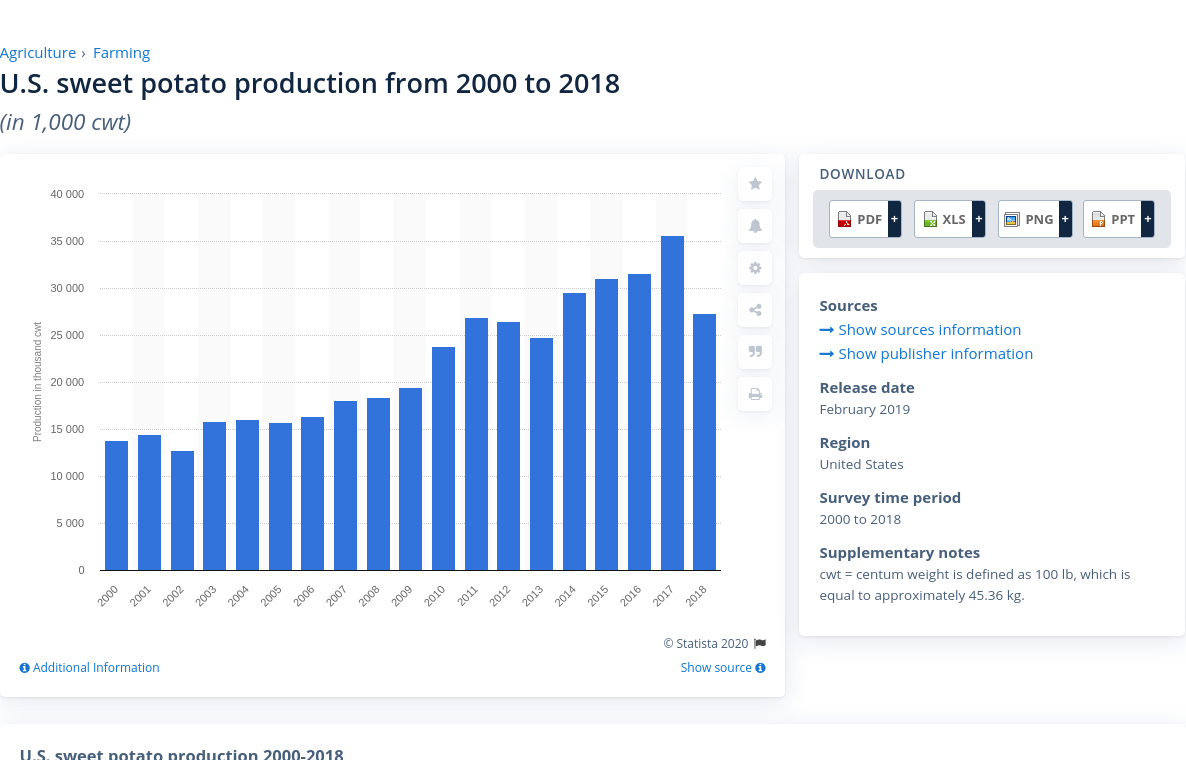 Agriculture › Farming
U.S. sweet potato production from 2000 to 2018
(in 1,000 cwt)
40 000
35 000
30 000
25 000
20 000
15 000
10 000
5 000
0
Production in thousand cwt
2000
2001
2002
2003
2004
2005
2006
2007
2008
2009
2010
2011
2012
2013
2014
2015
2016
2017
2018
© Statista 2020
Additional Information
Show source
DOWNLOAD
PDF +
XLS +
PNG +
PPT +
Sources
Show sources information
Show publisher information
Release date
February 2019
Region
United States
Survey time period
2000 to 2018
Supplementary notes
cwt = centum weight is defined as 100 lb, which is
equal to approximately 45.36 kg.
U.S. sweet potato production 2000-2018